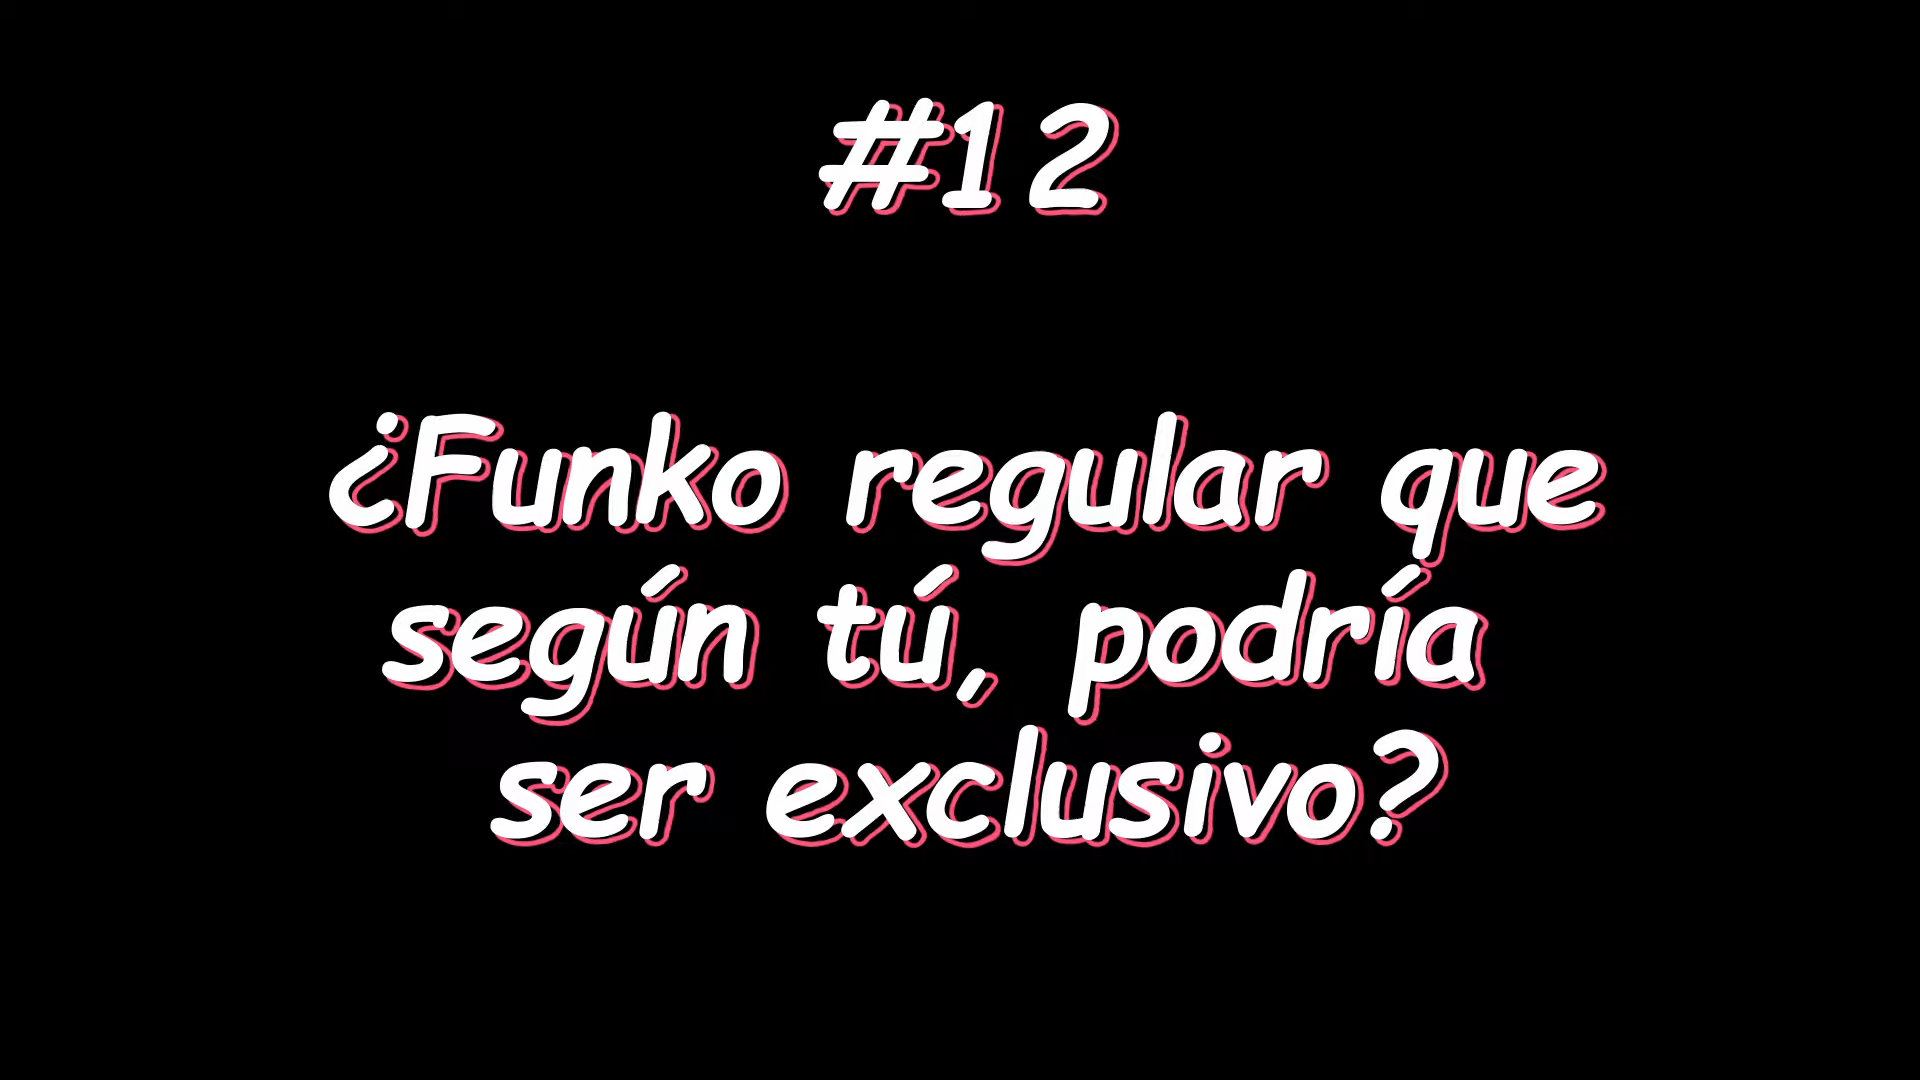 #12
¿Funko regular que
según tú, podría
ser exclusivo?